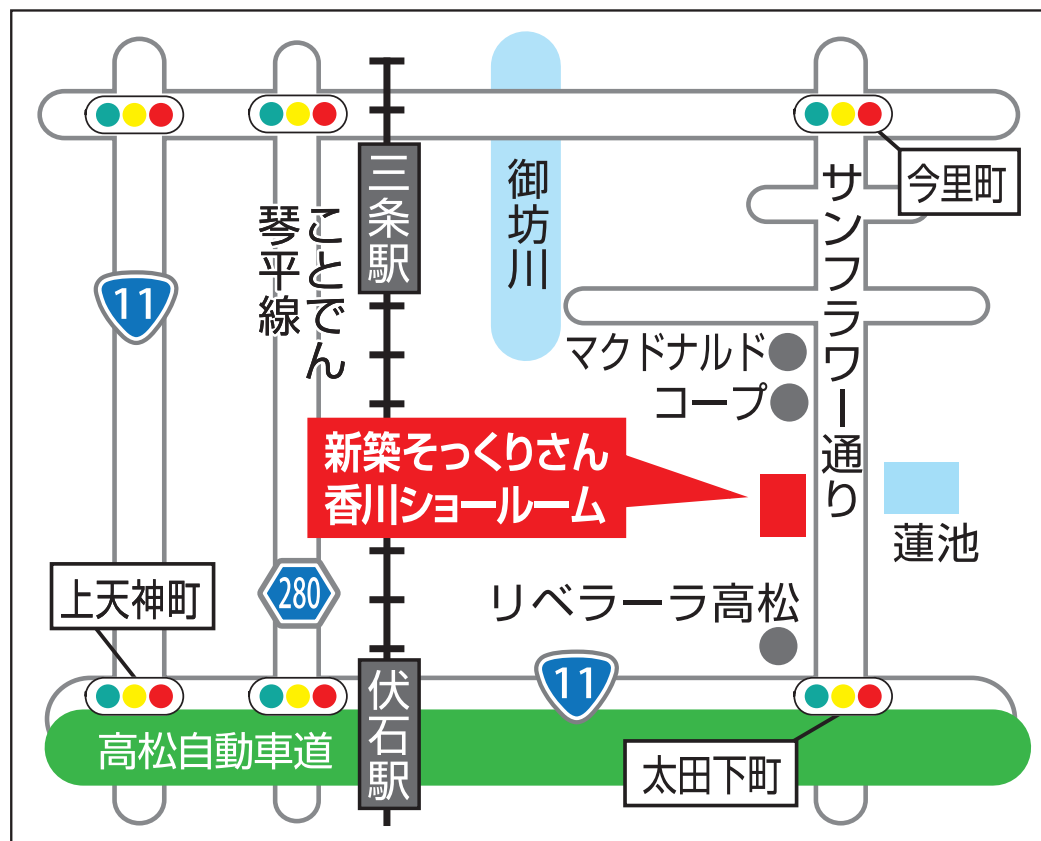 今里町
三条駅
御坊川
サンフラワー通り
ことでん
琴平線
11
マクドナルド
コープ
新築そっくりさん
香川ショールーム
蓮池
280
上天神町
リベラーラ高松
11
伏石駅
高松自動車道
太田下町